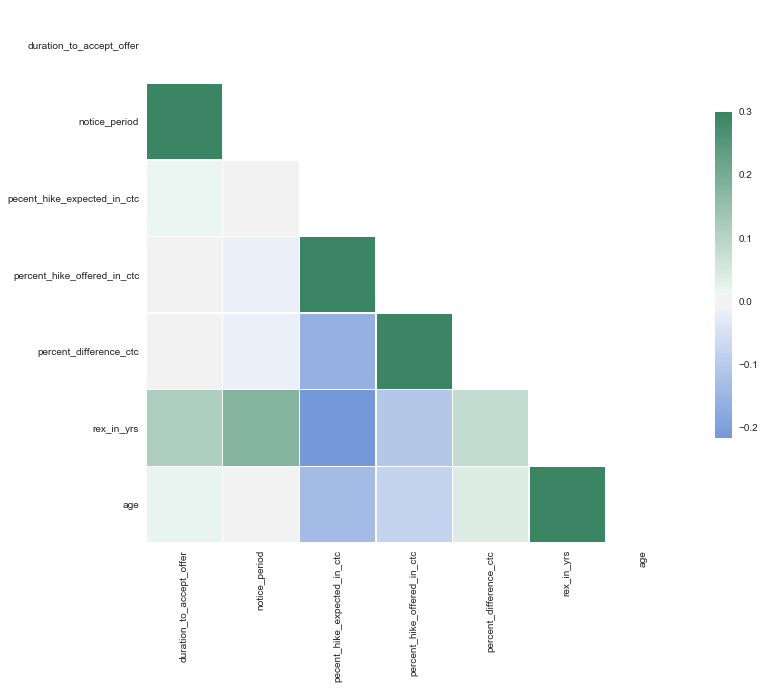 duration_to_accept_offer
notice_period
pecent_hike_expected_in_ctc
percent_hike_offered_in_ctc
percent_difference_ctc
rex_in_yrs
age
duration_to_accept_offer
notice_period
pecent_hike_expected_in_ctc
percent_hike_offered_in_ctc
percent_difference_ctc
rex_in_yrs
age
0.3
0.2
0.1
0.0
−0.1
−0.2